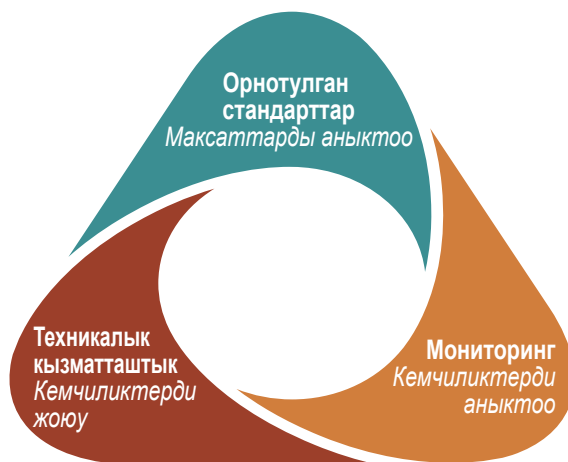 Орнотулган
стандарттар
Максаттарды аныктоо
Техникалык
кызматташтык
Кемчиликтерди
жоюу
Мониторинг
Кемчиликтерди
аныктоо